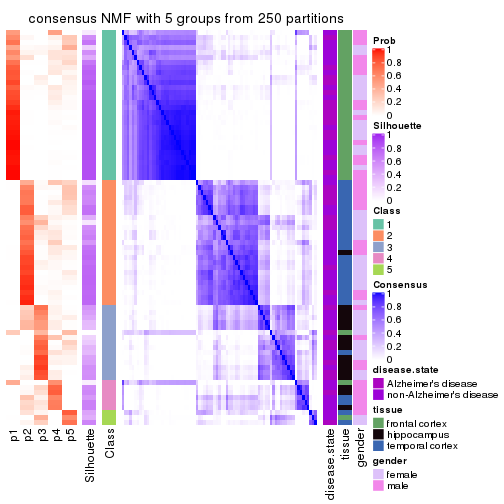 consensus NMF with 5 groups from 250 partitions
Prob
1
0.8
0.6
0.4
0.2
0
Silhouette
1
0.8
0.6
0.4
0.2
0
Class
1
2
3
4
5
Consensus
1
0.8
0.6
0.4
0.2
0
disease.state
Alzheimer's disease
non-Alzheimer's disease
tissue
frontal cortex
hippocampus
temporal cortex
gender
female
male
p1
p2
p3
p4
p5
Silhouette
Class
disease.state
tissue
gender